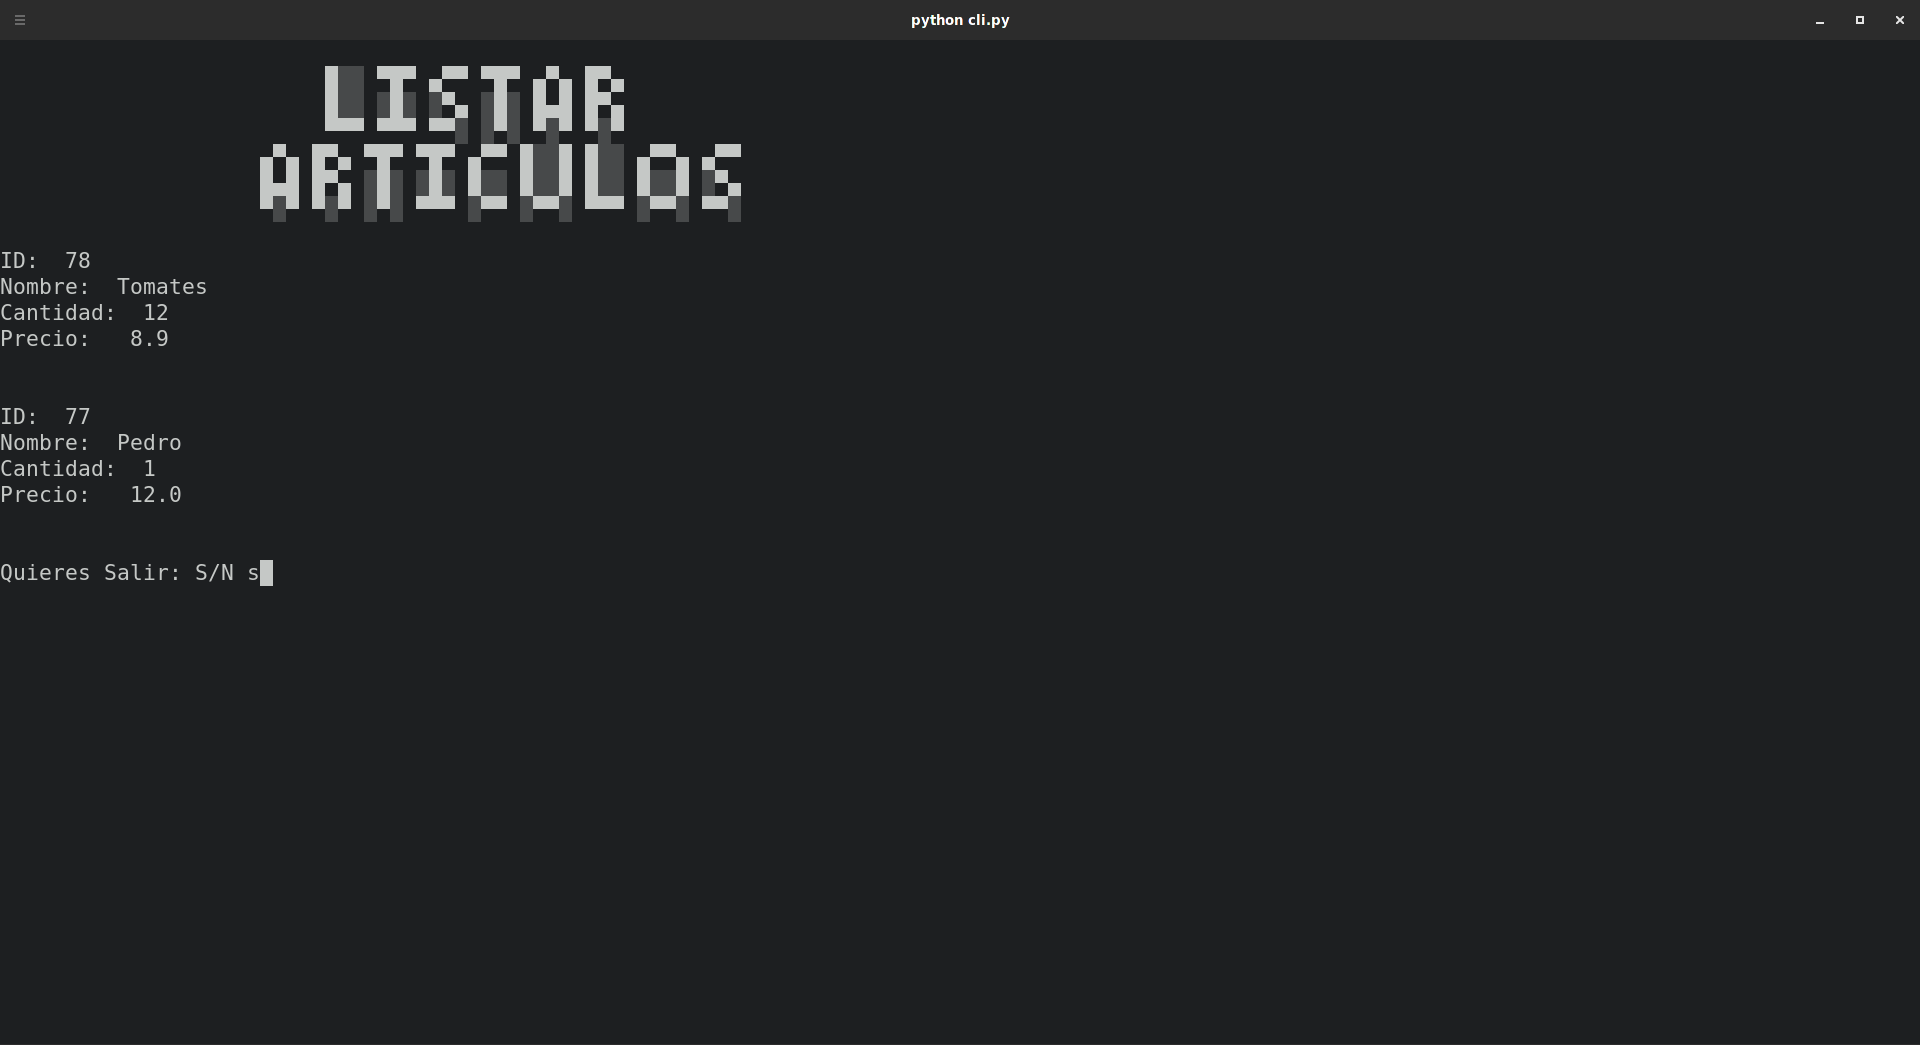 python cli.py
LISTAR
ARTICULOS
ID:  78
Nombre:  Tomates
Cantidad:  12
Precio:   8.9
ID:  77
Nombre:  Pedro
Cantidad:  1
Precio:   12.0
Quieres Salir: S/N s